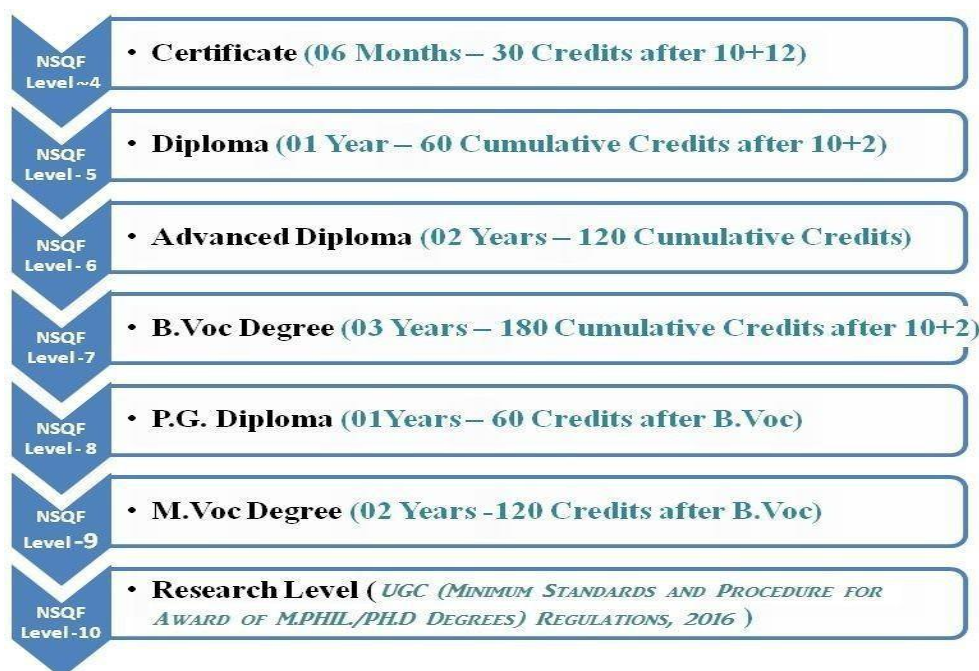 NSQF
Level~4
• Certificate (06 Months – 30 Credits after 10+12)
NSQF
Level - 5
• Diploma (01 Year – 60 Cumulative Credits after 10+2)
NSQF
Level - 6
• Advanced Diploma (02 Years – 120 Cumulative Credits)
NSQF
Level -7
• B.Voc Degree (03 Years – 180 Cumulative Credits after 10+2)
NSQF
Level - 8
• P.G. Diploma (01Years – 60 Credits after B.Voc)
NSQF
Level -9
• M.Voc Degree (02 Years -120 Credits after B.Voc)
NSQF
Level -10
• Research Level ( UGC (MINIMUM STANDARDS AND PROCEDURE FOR
AWARD OF M.PHIL./PH.D DEGREES) REGULATIONS, 2016 )